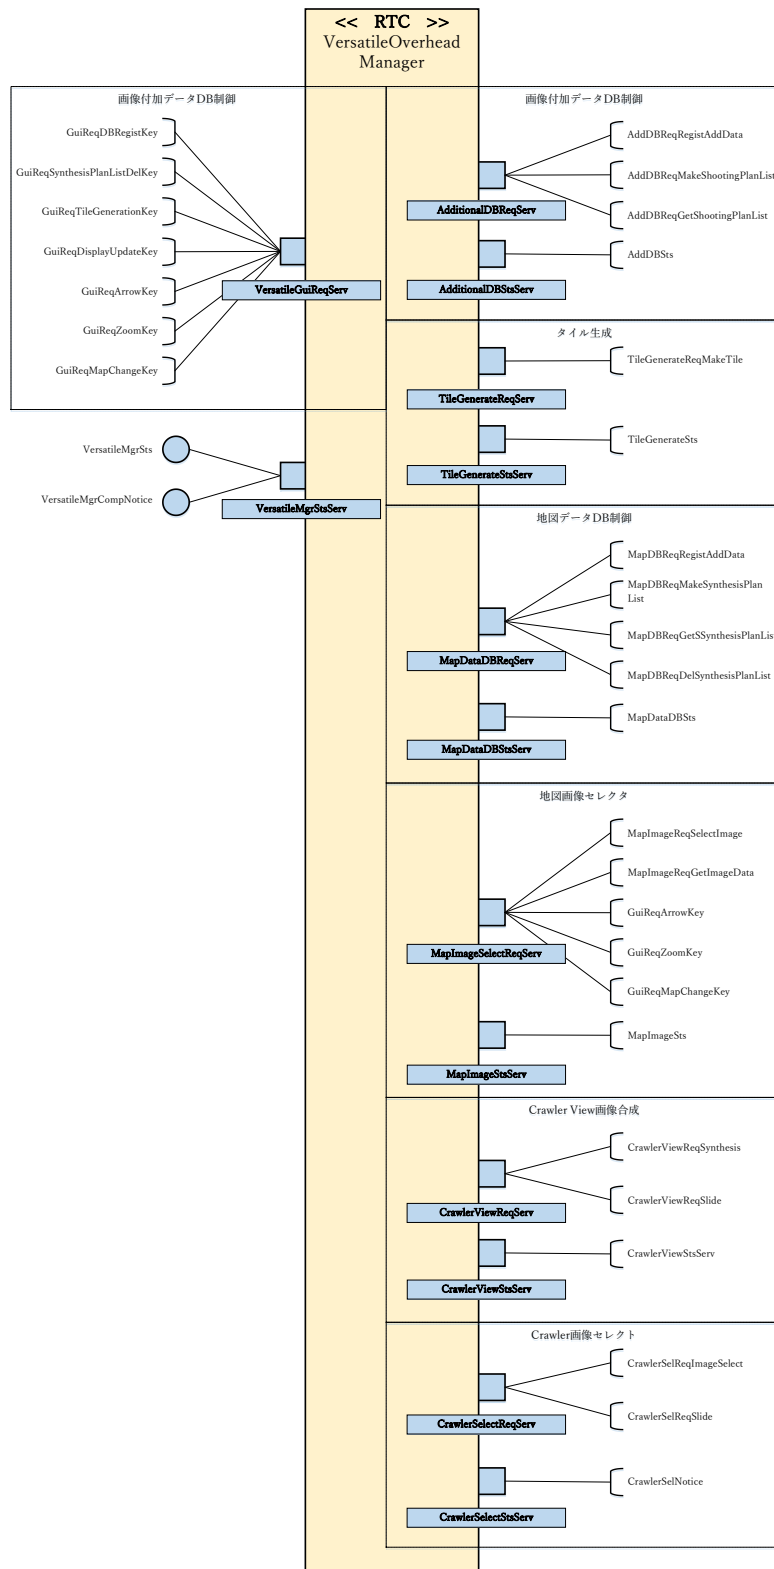 << RTC >>
VersatileOverhead
Manager
画像付加データDB制御
GuiReqDBRegistKey
GuiReqSynthesisPlanListDelKey
GuiReqTileGenerationKey
GuiReqDisplayUpdateKey
GuiReqArrowKey
GuiReqZoomKey
GuiReqMapChangeKey
VersatileGuiReqServ
VersatileMgrSts
VersatileMgrCompNotice
VersatileMgrStsServ
画像付加データDB制御
AddDBReqRegistAddData
AddDBReqMakeShootingPlanList
AddDBReqGetShootingPlanList
AdditionalDBReqServ
AddDBSts
AdditionalDBStsServ
タイル生成
TileGenerateReqMakeTile
TileGenerateReqServ
TileGenerateSts
TileGenerateStsServ
地図データDB制御
MapDBReqRegistAddData
MapDBReqMakeSynthesisPlan
List
MapDBReqGetSSynthesisPlanLis
MapDBReqDelSynthesisPlanList
MapDataDBReqServ
MapDataDBSts
MapDataDBStsServ
地図画像セレクタ
MapImageReqSelectImage
MapImageReqGetImageData
GuiReqArrowKey
GuiReqZoomKey
GuiReqMapChangeKey
MapImageSelectReqServ
MapImageSts
MapImageStsServ
Crawler View画像合成
CrawlerViewReqSynthesis
CrawlerViewReqSlide
CrawlerViewReqServ
CrawlerViewStsServ
CrawlerViewStsServ
Crawler画像セレクト
CrawlerSelReqImageSelect
CrawlerSelReqSlide
CrawlerSelectReqServ
CrawlerSelNotice
CrawlerSelectStsServ